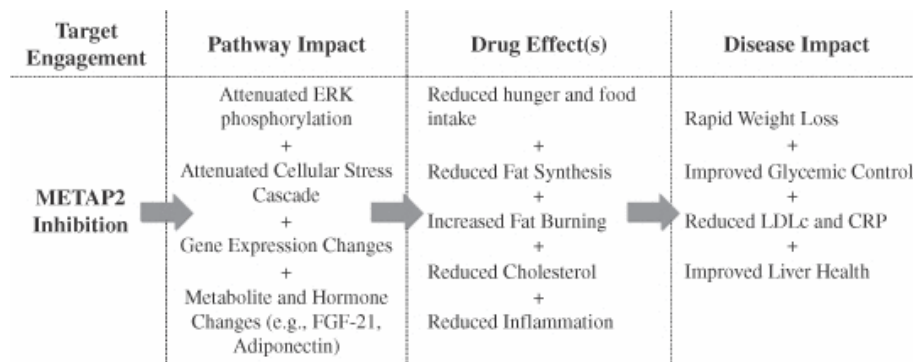 Target
Engagement
Pathway Impact
Drug Effect(s)
Disease Impact
METAP2
Inhibition
Attenuated ERK
phosphorylation
+
Attenuated Cellular Stress
Cascade
+
Gene Expression Changes
+
Metabolite and Hormone
Changes (e.g., FGF-21,
Adiponectin)
Reduced hunger and food
intake
+
Reduced Fat Synthesis
+
Increased Fat Burning
+
Reduced Cholesterol
+
Reduced Inflammation
Rapid Weight Loss
+
Improved Glycemic Control
+
Reduced LDLc and CRP
+
Improved Liver Health